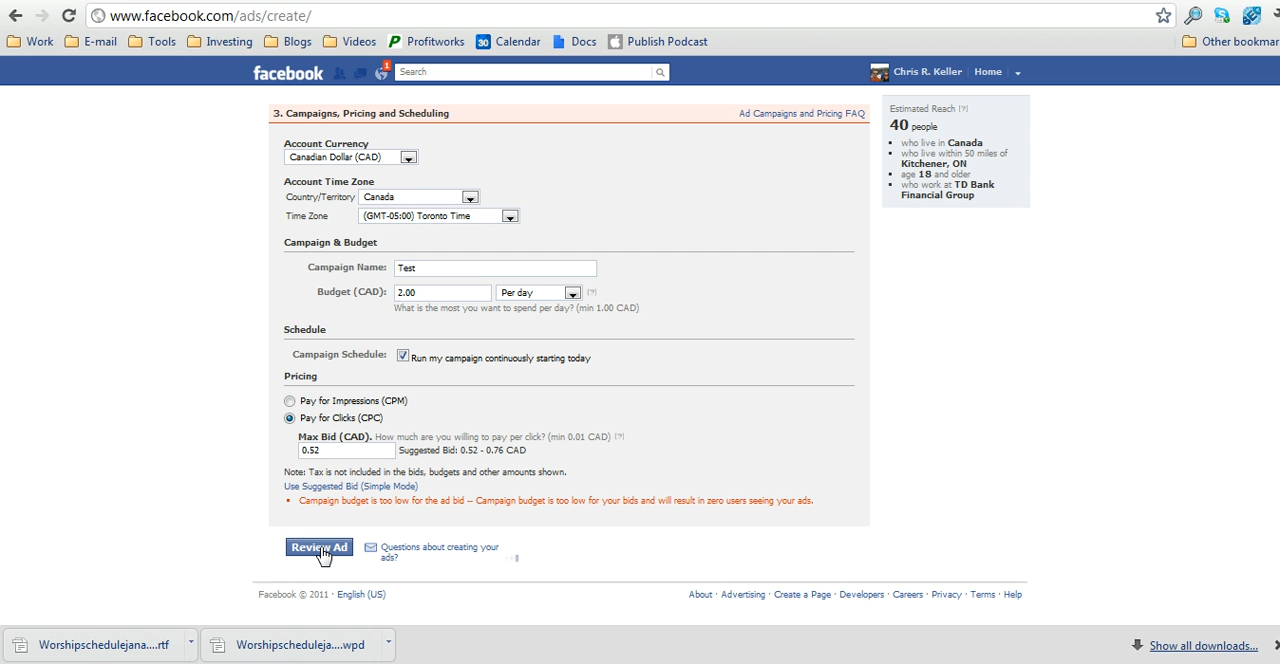 www.facebook.com/ads/create/
Work E-mail Tools Investing Blogs Videos Profitworks 30 Calendar Docs Publish Podcast Other bookmar
facebook 1 Search Chris R. Keller Home
3. Campaigns, Pricing and Scheduling Ad Campaigns and Pricing FAQ
Account Currency
Canadian Dollar (CAD)
Account Time Zone
Country/Territory Canada
Time Zone (GMT-05:00) Toronto Time
Campaign & Budget
Campaign Name: Test
Budget (CAD): 2.00 Per day [?]
What is the most you want to spend per day? (min 1.00 CAD)
Schedule
Campaign Schedule: Run my campaign continuously starting today
Pricing
Pay for Impressions (CPM)
Pay for Clicks (CPC)
Max Bid (CAD). How much are you willing to pay per click? (min 0.01 CAD) [?]
0.52 Suggested Bid: 0.52 - 0.76 CAD
Note: Tax is not included in the bids, budgets and other amounts shown.
Use Suggested Bid (Simple Mode)
Campaign budget is too low for the ad bid -- Campaign budget is too low for your bids and will result in zero users seeing your ads.
Review Ad Questions about creating your
ads?
Estimated Reach [?]
40 people
who live in Canada
who live within 50 miles of
Kitchener, ON
age 18 and older
who work at TD Bank
Financial Group
Facebook © 2011 · English (US) About · Advertising · Create a Page · Developers · Careers · Privacy · Terms · Help
Worshipschedulejana....rtf Worshipscheduleja....wpd Show all downloads...